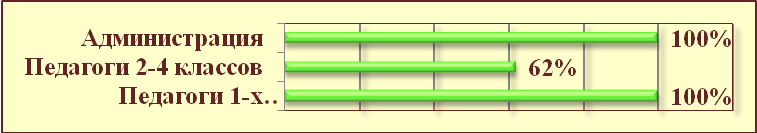 Администрация 100%
Педагоги 2-4 классов 62%
Педагоги 1-х.. 100%